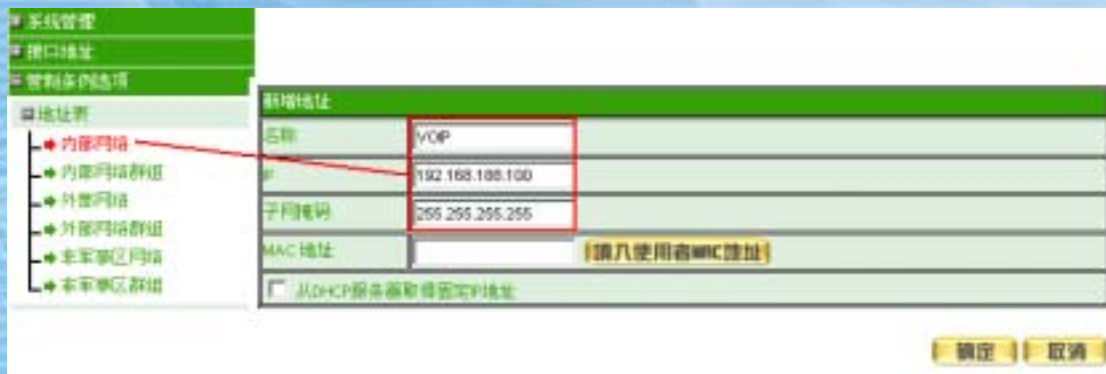 系统管理
接口地址
管制条例选项
地址表
内部网络
内部网络群组
外部网络
外部网络群组
非军事区网络
非军事区群组
新增地址
名称 VOIP
IP 192.168.188.100
子网掩码 255.255.255.255
MAC 地址 填入使用者MAC地址
从DHCP服务器取得固定IP地址
确定 取消